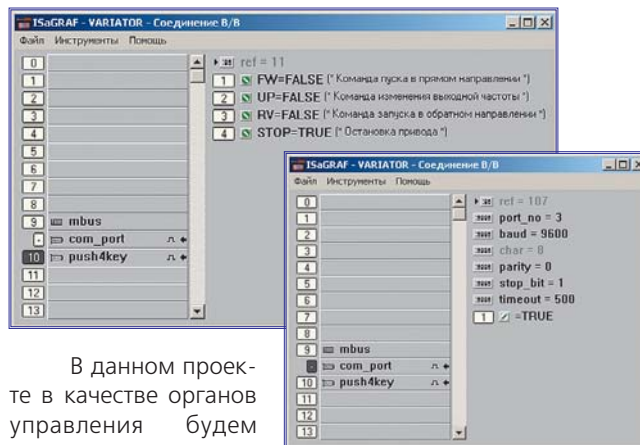 ISaGRAF - VARIATOR - Соединение В/В
Файл Инструменты Помощь
0
1
2
3
4
5
6
7
8
9 mbus
com_port
10 push4key
11
12
13
ref = 11
1 FW=FALSE (* Команда пуска в прямом направлении *)
2 UP=FALSE (* Команда изменения выходной частоты *)
3 RV=FALSE (* Команда запуска в обратном направлении *)
4 STOP=TRUE (* Остановка привода *)
ISaGRAF - VARIATOR - Соединение В/В
Файл Инструменты Помощь
0
1
2
3
4
5
6
7
8
9 mbus
com_port
10 push4key
11
12
13
ref = 107
port_no = 3
baud = 9600
char = 8
parity = 0
stop_bit = 1
timeout = 500
1 =TRUE
В данном проек-
те в качестве органов
управления будем